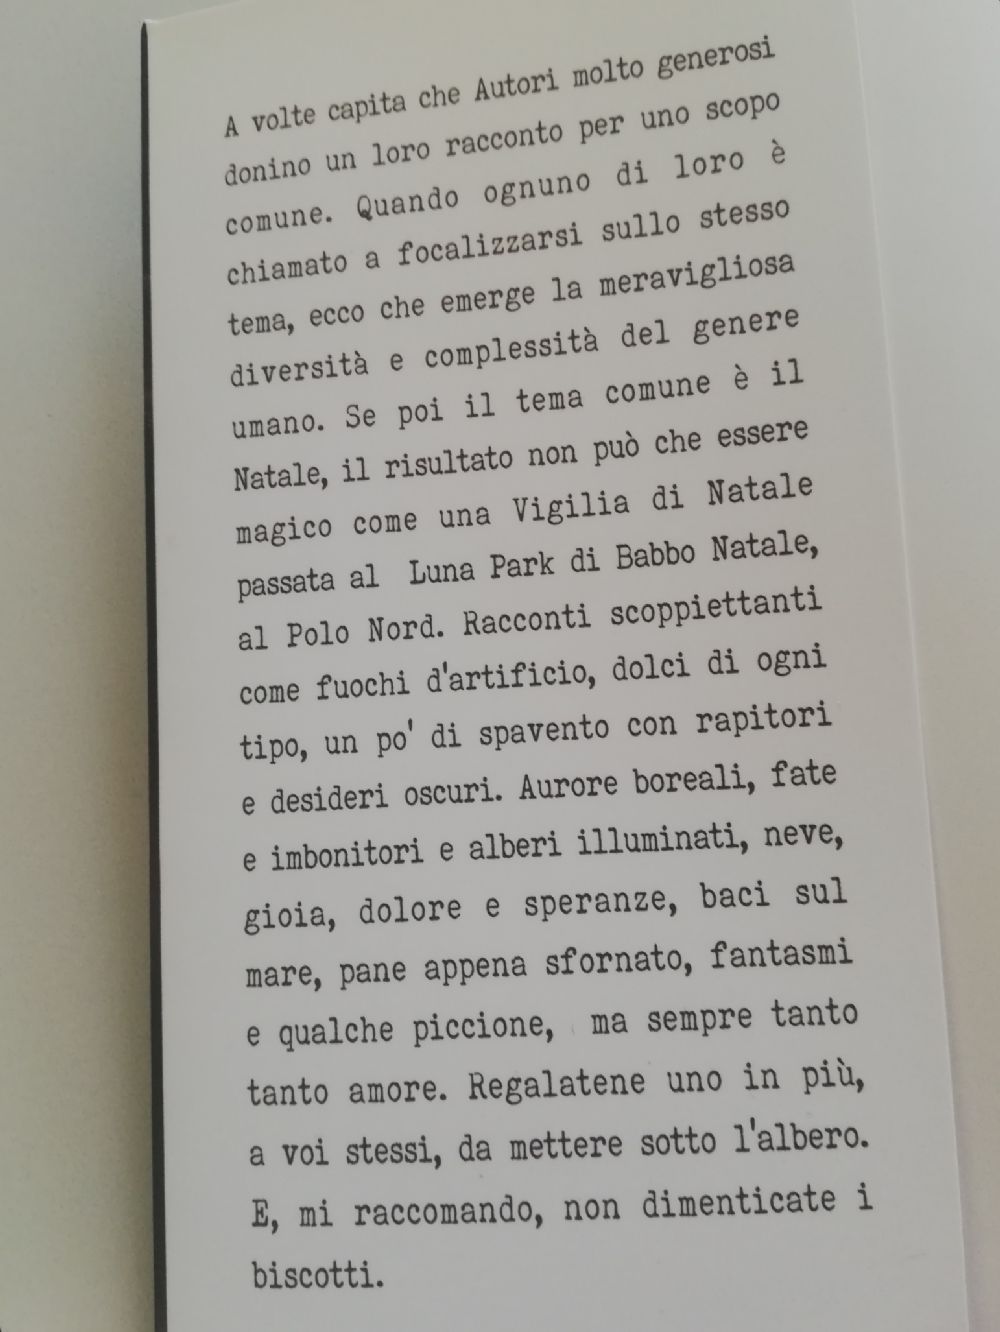 A volte capita che Autori molto generosi
donino un loro racconto per uno scopo
comune. Quando ognuno di loro è
chiamato a focalizzarsi sullo stesso
tema, ecco che emerge la meravigliosa
diversità e complessità del genere
umano. Se poi il tema comune è il
Natale, il risultato non può che essere
magico come una Vigilia di Natale
passata al Luna Park di Babbo Natale,
al Polo Nord. Racconti scoppiettanti
come fuochi d'artificio, dolci di ogni
tipo, un po' di spavento con rapitori
e desideri oscuri. Aurore boreali, fate
e imbonitori e alberi illuminati, neve,
gioia, dolore e speranze, baci sul
mare, pane appena sfornato, fantasmi
e qualche piccione, ma sempre tanto
tanto amore. Regalatene uno in più,
a voi stessi, da mettere sotto l'albero.
E, mi raccomando, non dimenticate i
biscotti.